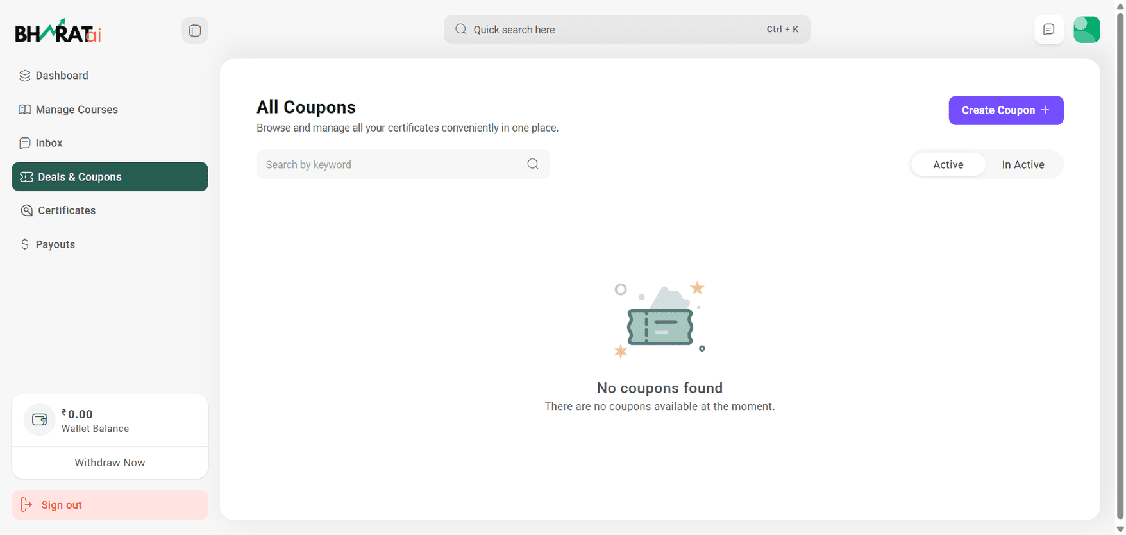 BHARATai
Quick search here
Ctrl + K
Dashboard
Manage Courses
Inbox
Deals & Coupons
Certificates
Payouts
₹0.00
Wallet Balance
Withdraw Now
Sign out
All Coupons
Browse and manage all your certificates conveniently in one place.
Create Coupon +
Search by keyword
Active
In Active
No coupons found
There are no coupons available at the moment.